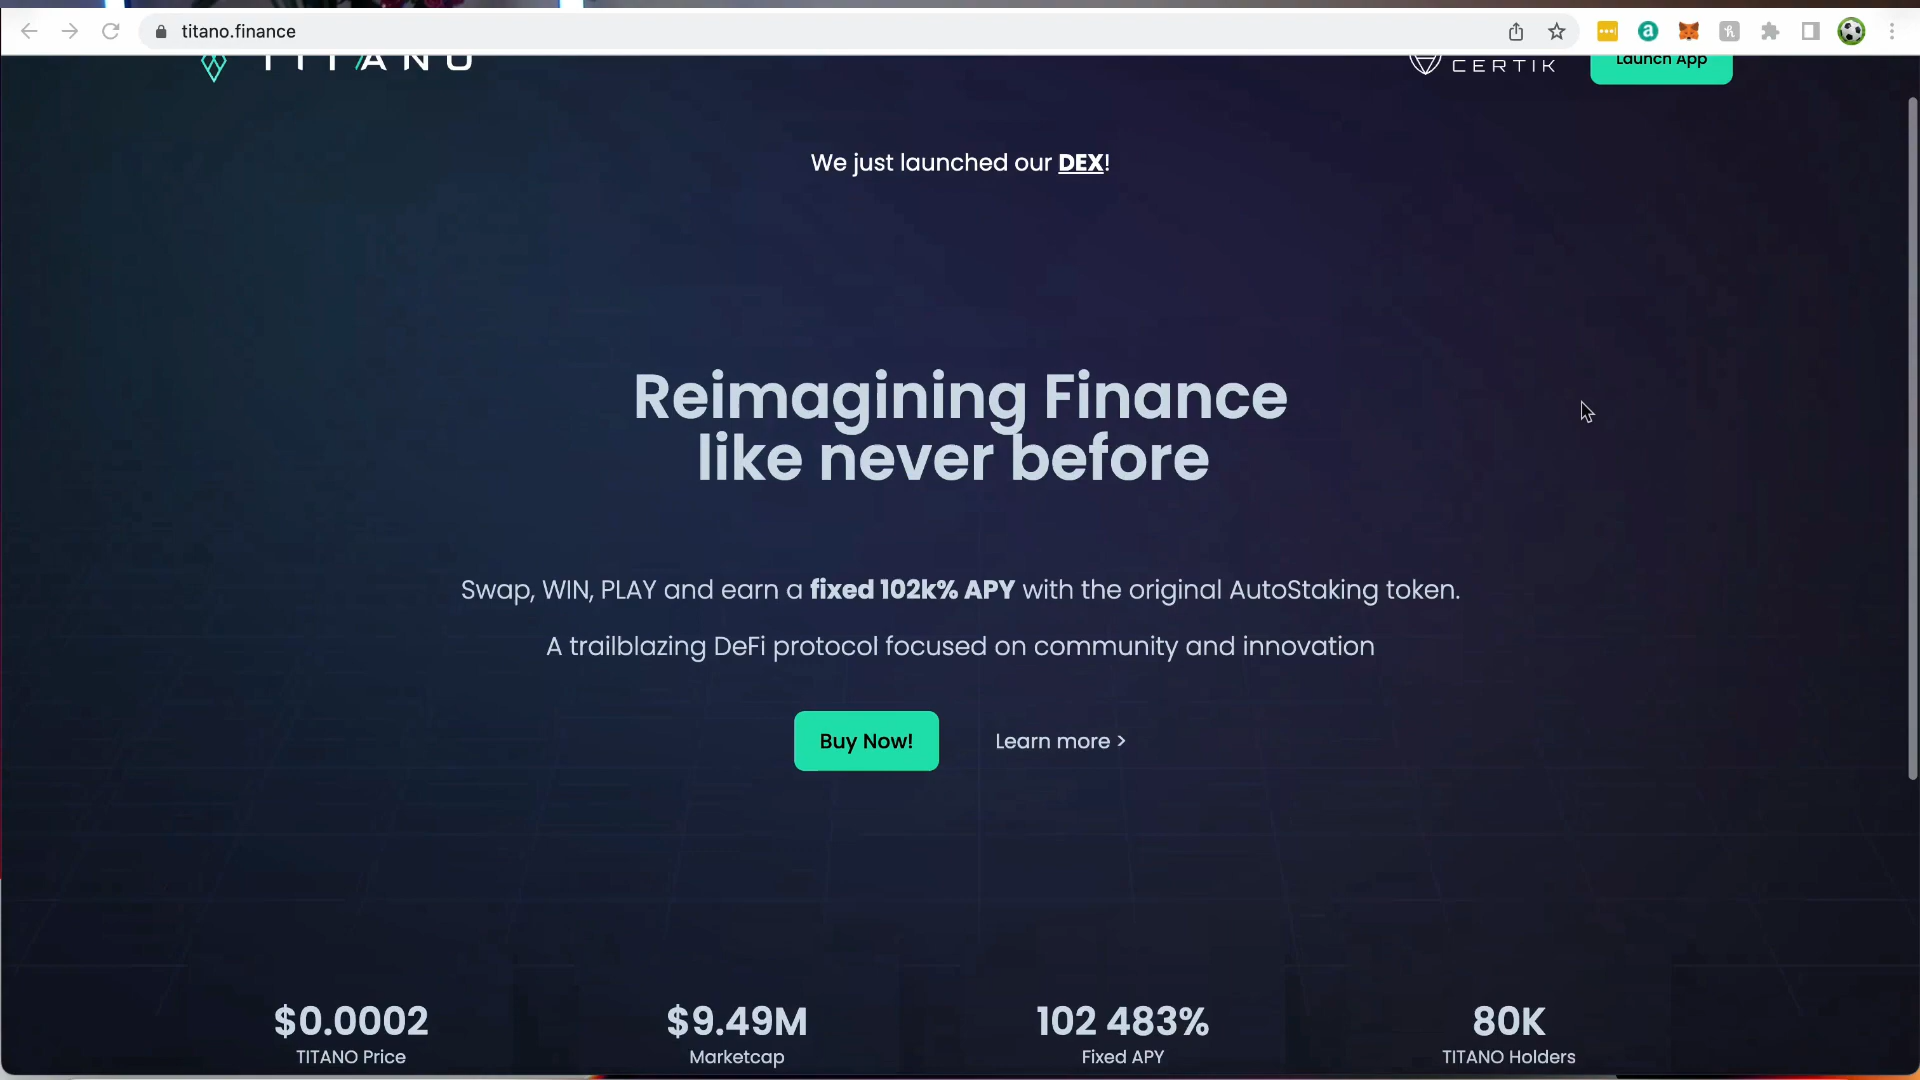 titano.finance
TITANO
CERTIK
Launch App
We just launched our DEX!
Reimagining Finance
like never before
Swap, WIN, PLAY and earn a fixed 102k% APY with the original AutoStaking token.
A trailblazing DeFi protocol focused on community and innovation
Buy Now!
Learn more >
$0.0002
TITANO Price
$9.49M
Marketcap
102 483%
Fixed APY
80K
TITANO Holders